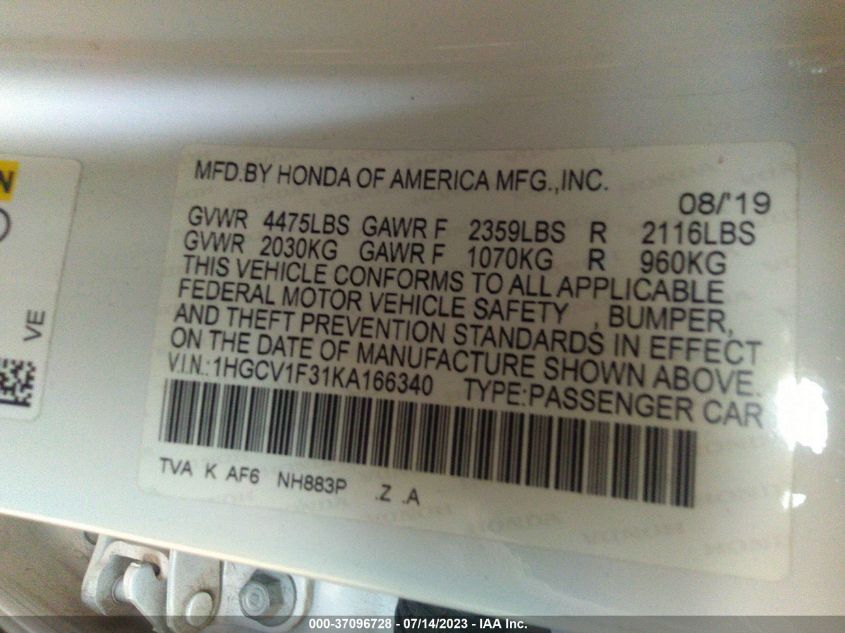 MFD.BY HONDA OF AMERICA MFG.,INC.
08/'19
GVWR 4475LBS GAWR F 2359LBS R 2116LBS
GVWR 2030KG GAWR F 1070KG R 960KG
THIS VEHICLE CONFORMS TO ALL APPLICABLE
FEDERAL MOTOR VEHICLE SAFETY , BUMPER,
AND THEFT PREVENTION STANDARDS IN EFFECT
ON THE DATE OF MANUFACTURE SHOWN ABOVE.
V.I.N.:1HGCV1F31KA166340 TYPE:PASSENGER CAR
TVA K AF6 NH883P .Z .A
HONDA
HONDA
N
VE
000-37096728 - 07/14/2023 - IAA Inc.